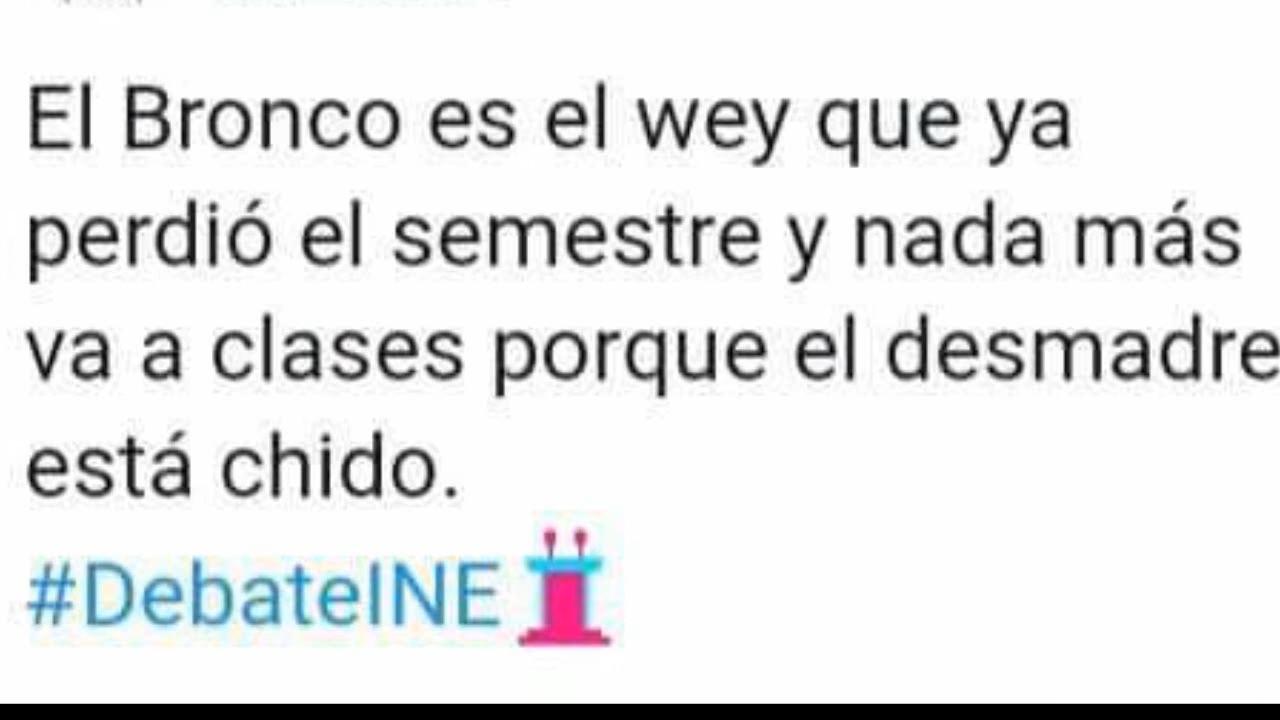 El Bronco es el wey que ya
perdió el semestre y nada más
va a clases porque el desmadre
está chido.
#DebateINE